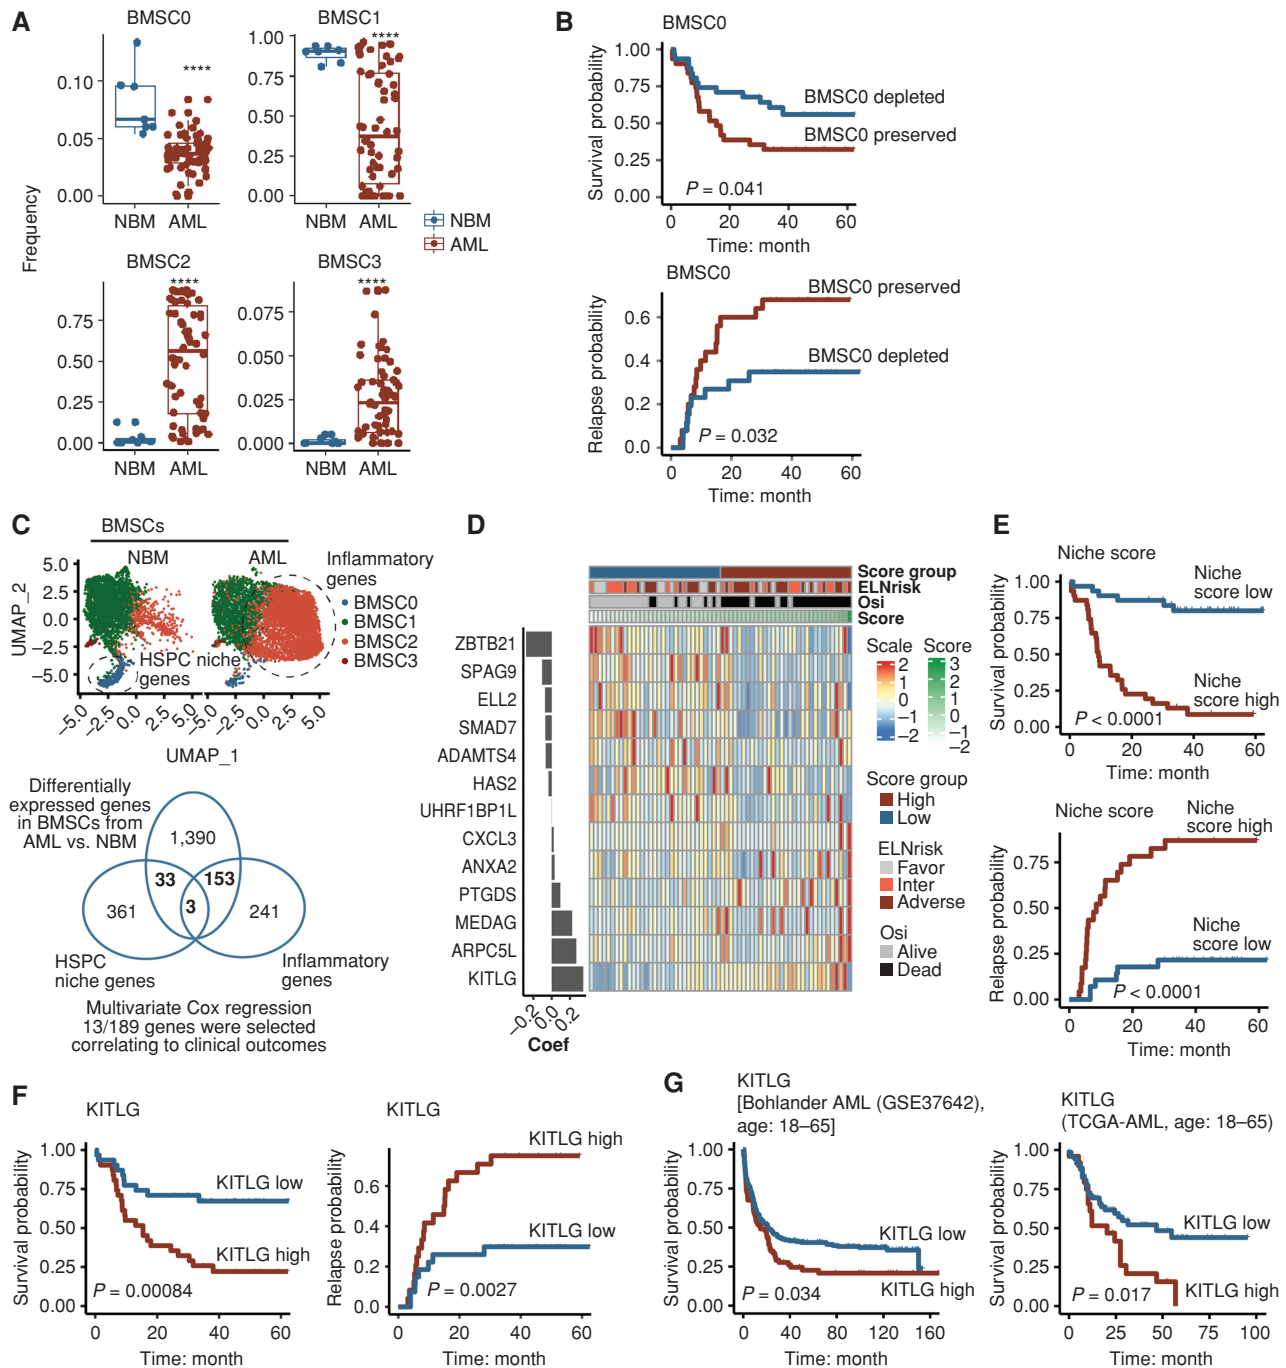 A
BMSC0
BMSC1
****
****
0.10
0.05
0.00
1.00
0.75
0.50
0.25
0.00
NBM
AML
NBM
AML
Frequency
NBM
AML
BMSC2
BMSC3
****
****
0.75
0.50
0.25
0.00
0.075
0.050
0.025
0.000
NBM
AML
NBM
AML
B
BMSC0
Survival probability
1.00
0.75
0.50
0.25
0.00
BMSC0 depleted
BMSC0 preserved
P = 0.041
0
20
40
60
Time: month
BMSC0
Relapse probability
0.6
0.4
0.2
0.0
BMSC0 preserved
BMSC0 depleted
P = 0.032
0
20
40
60
Time: month
C
BMSCs
NBM
AML
UMAP_2
5.0
2.5
0.0
−2.5
−5.0
Inflammatory
genes
BMSC0
BMSC1
BMSC2
BMSC3
HSPC niche
genes
−5.0
−2.5
0.0
2.5
5.0
−5.0
−2.5
0.0
2.5
5.0
UMAP_1
Differentially
expressed genes
in BMSCs from
AML vs. NBM
1,390
33
153
3
361
241
HSPC
niche genes
Inflammatory
genes
Multivariate Cox regression
13/189 genes were selected
correlating to clinical outcomes
D
Score group
ELNrisk
Osi
Score
ZBTB21
SPAG9
ELL2
SMAD7
ADAMTS4
HAS2
UHRF1BP1L
CXCL3
ANXA2
PTGDS
MEDAG
ARPC5L
KITLG
−0.2
0.0
0.2
Coef
Scale
2
1
0
−1
−2
Score
3
2
1
0
−1
−2
Score group
High
Low
ELNrisk
Favor
Inter
Adverse
Osi
Alive
Dead
E
Niche score
Survival probability
1.00
0.75
0.50
0.25
0.00
Niche
score low
Niche
score high
P < 0.0001
0
20
40
60
Time: month
Niche score
Relapse probability
0.75
0.50
0.25
0.00
Niche
score high
Niche
score low
P < 0.0001
0
20
40
60
Time: month
F
KITLG
Survival probability
1.00
0.75
0.50
0.25
0.00
KITLG low
KITLG high
P = 0.00084
0
20
40
60
Time: month
KITLG
Relapse probability
0.6
0.4
0.2
0.0
KITLG high
KITLG low
P = 0.0027
0
20
40
60
Time: month
G
KITLG
[Bohlander AML (GSE37642),
age: 18–65]
Survival probability
1.00
0.75
0.50
0.25
0.00
KITLG low
KITLG high
P = 0.034
0
40
80
120
160
Time: month
KITLG
(TCGA-AML, age: 18–65)
Survival probability
1.00
0.75
0.50
0.25
0.00
KITLG low
KITLG high
P = 0.017
0
25
50
75
100
Time: month